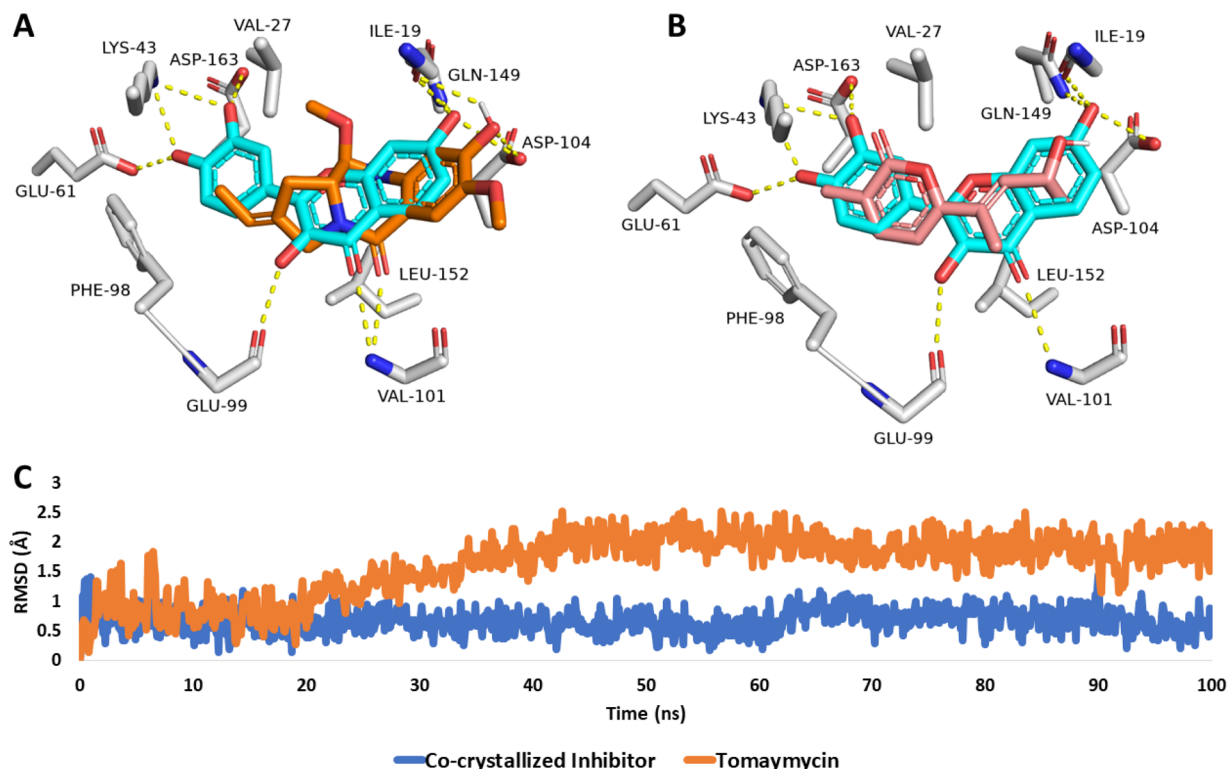 A
VAL-27
LYS-43
ASP-163
ILE-19
GLN-149
ASP-104
GLU-61
PHE-98
LEU-152
GLU-99
VAL-101
B
VAL-27
ILE-19
ASP-163
LYS-43
GLN-149
GLU-61
ASP-104
PHE-98
LEU-152
VAL-101
GLU-99
C
RMSD (Å)
3
2.5
2
1.5
1
0.5
0
0 10 20 30 40 50 60 70 80 90 100
Time (ns)
Co-crystallized Inhibitor Tomaymycin